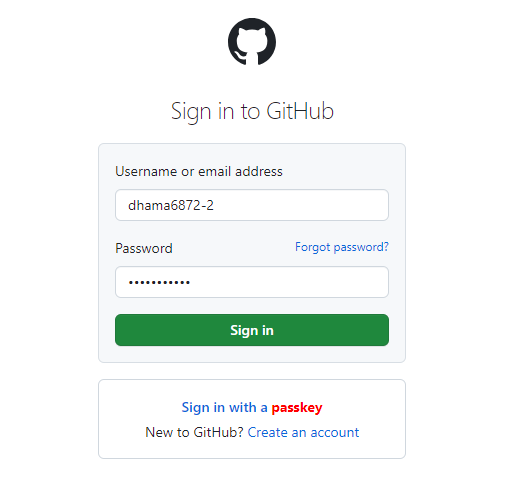 Sign in to GitHub
Username or email address
dhama6872-2
Password Forgot password?
•••••••••••
Sign in
Sign in with a passkey
New to GitHub? Create an account